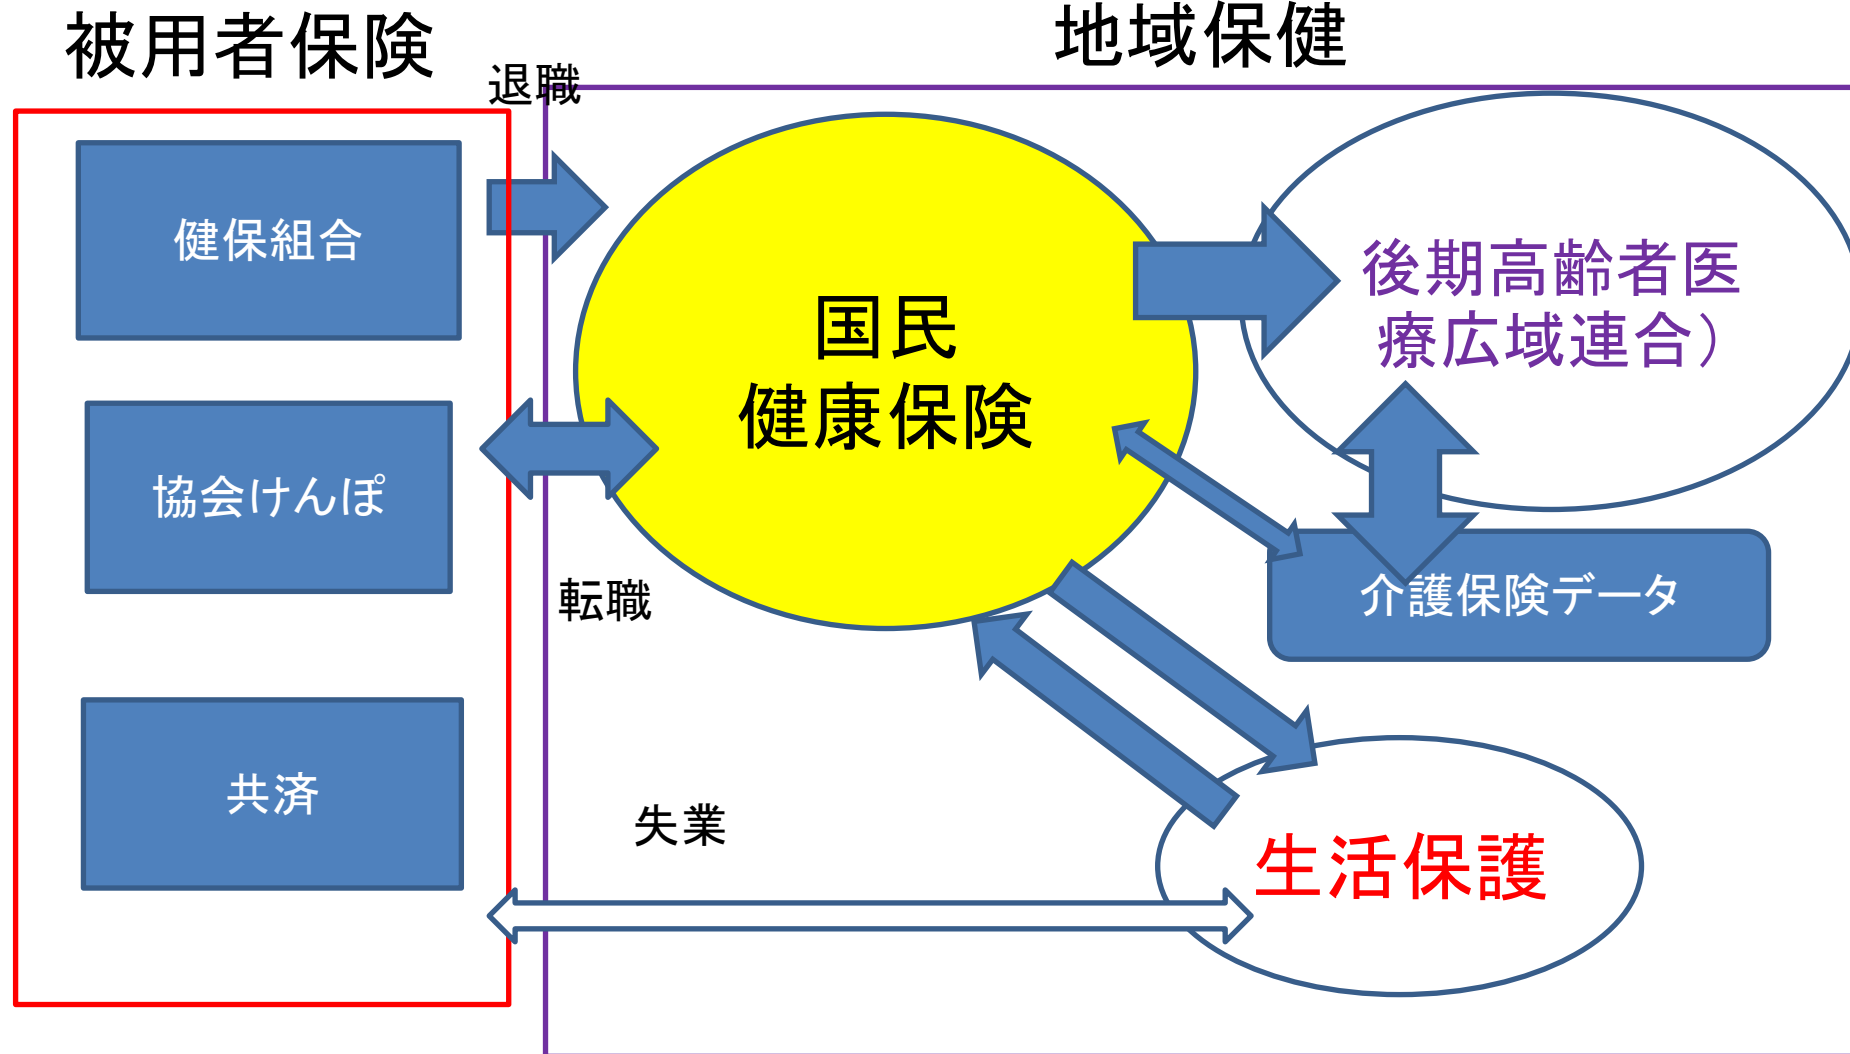 被用者保険
地域保健
退職
健保組合
国民
健康保険
後期高齢者医
療広域連合）
協会けんぽ
転職
介護保険データ
共済
失業
生活保護